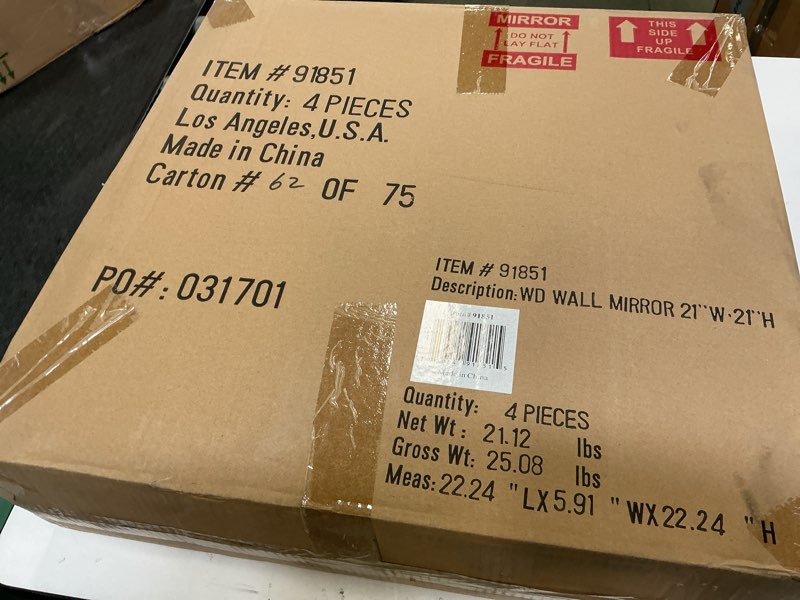 MIRROR
DO NOT
LAY FLAT
FRAGILE
THIS
SIDE
UP
FRAGILE
ITEM # 91851
Quantity: 4 PIECES
Los Angeles,U.S.A.
Made in China
Carton # 62 OF 75
PO#: 031701
ITEM # 91851
Description:WD WALL MIRROR 21"W·21"H
Item# 91851
Made in China
Quantity: 4 PIECES
Net Wt : 21.12 lbs
Gross Wt: 25.08 lbs
Meas: 22.24 "LX5.91 "WX22.24 "H